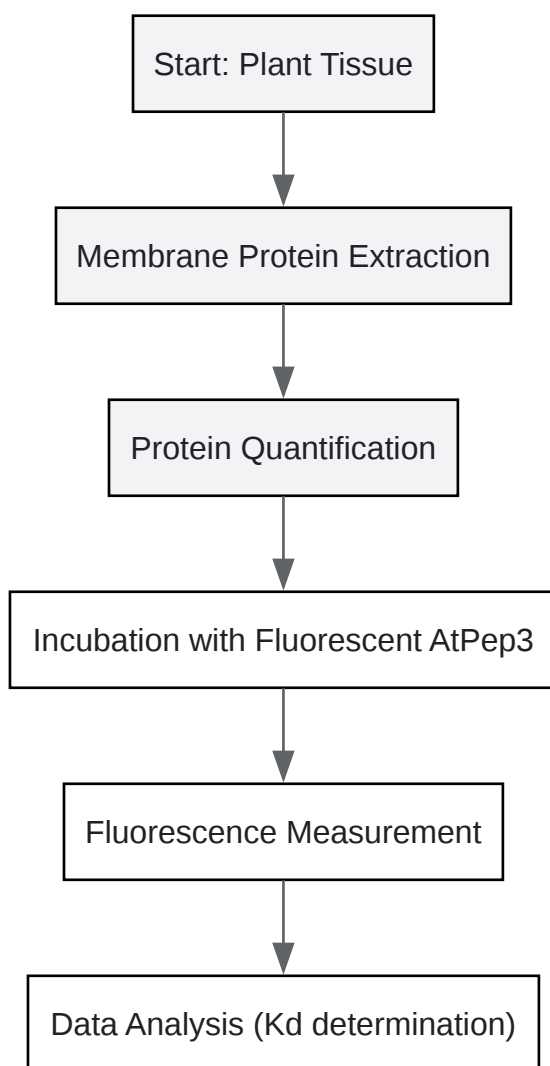 Start: Plant Tissue
Membrane Protein Extraction
Protein Quantification
Incubation with Fluorescent AtPep3
Fluorescence Measurement
Data Analysis (Kd determination)